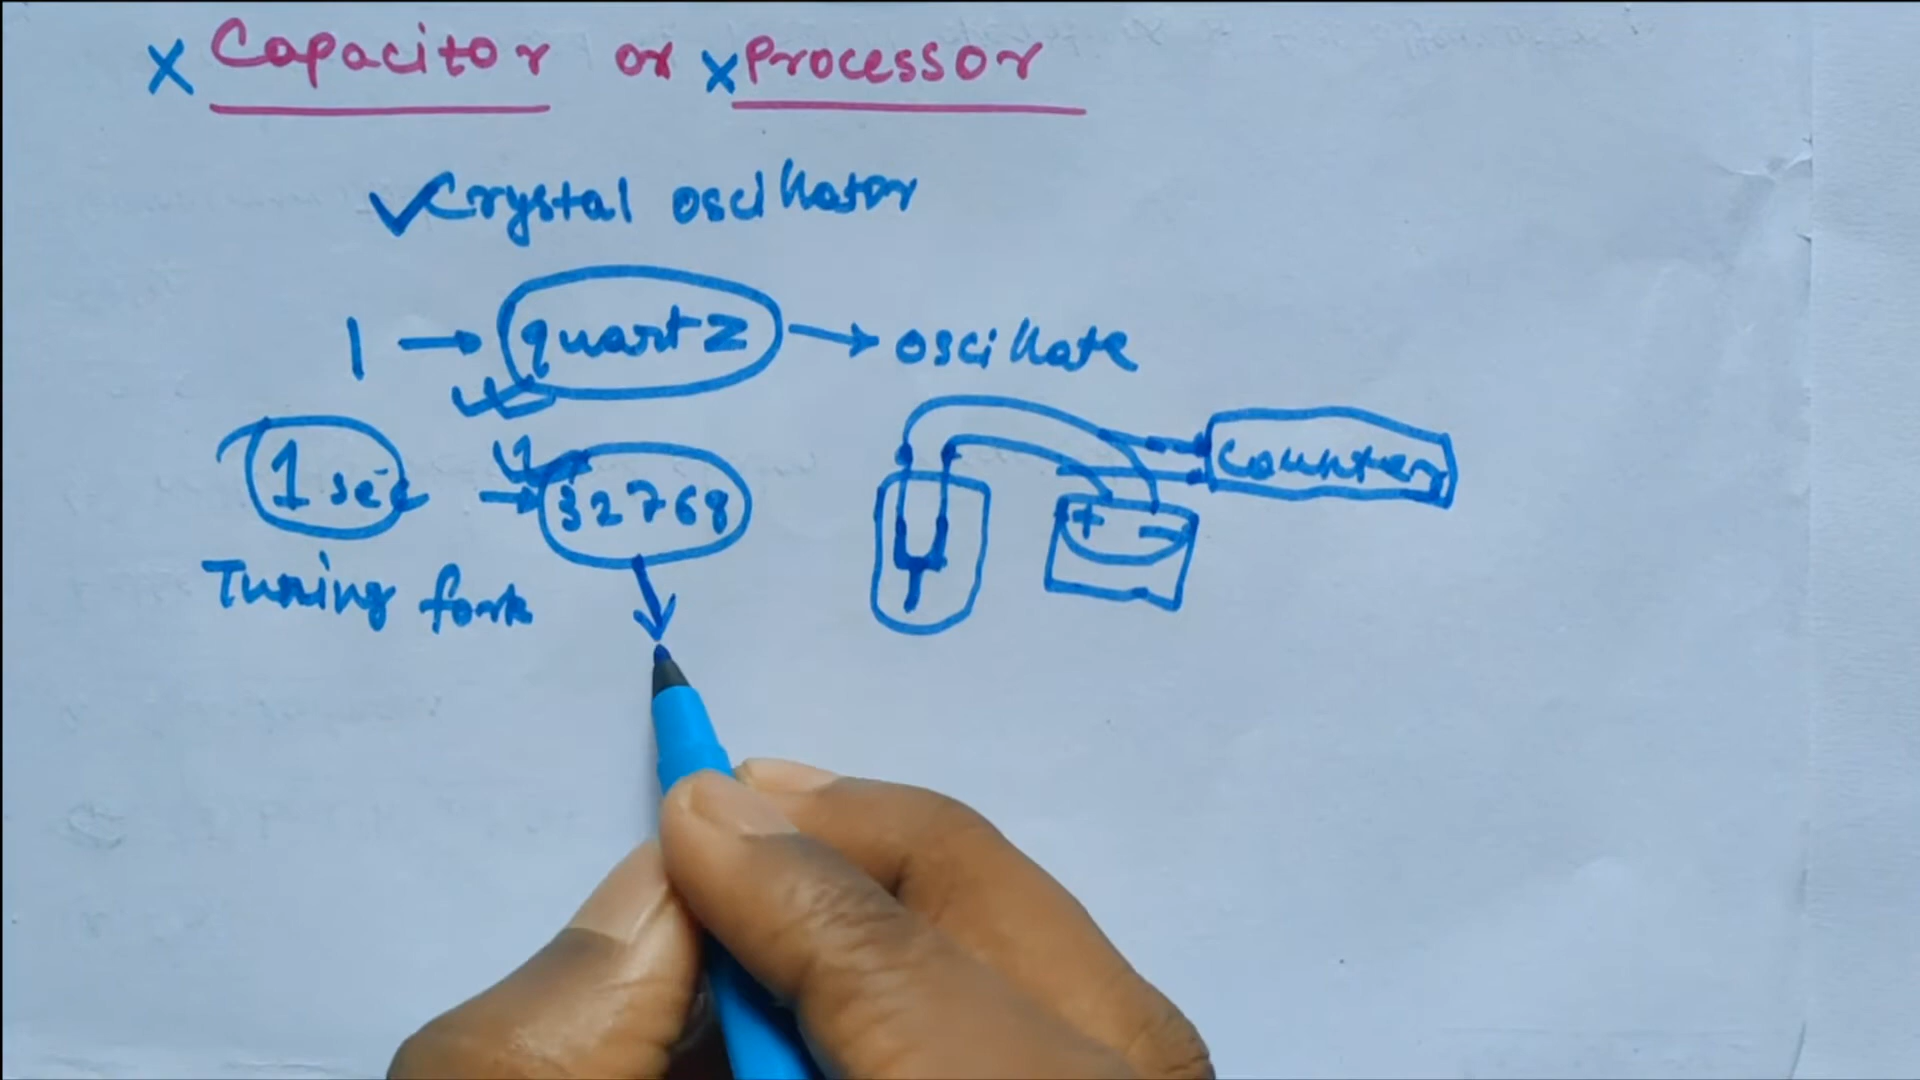 x Capacitor or x Processor
✓ Crystal oscillator
1 → quartz → oscillate
1 sec → 32768
Tuning fork
counter
+ -